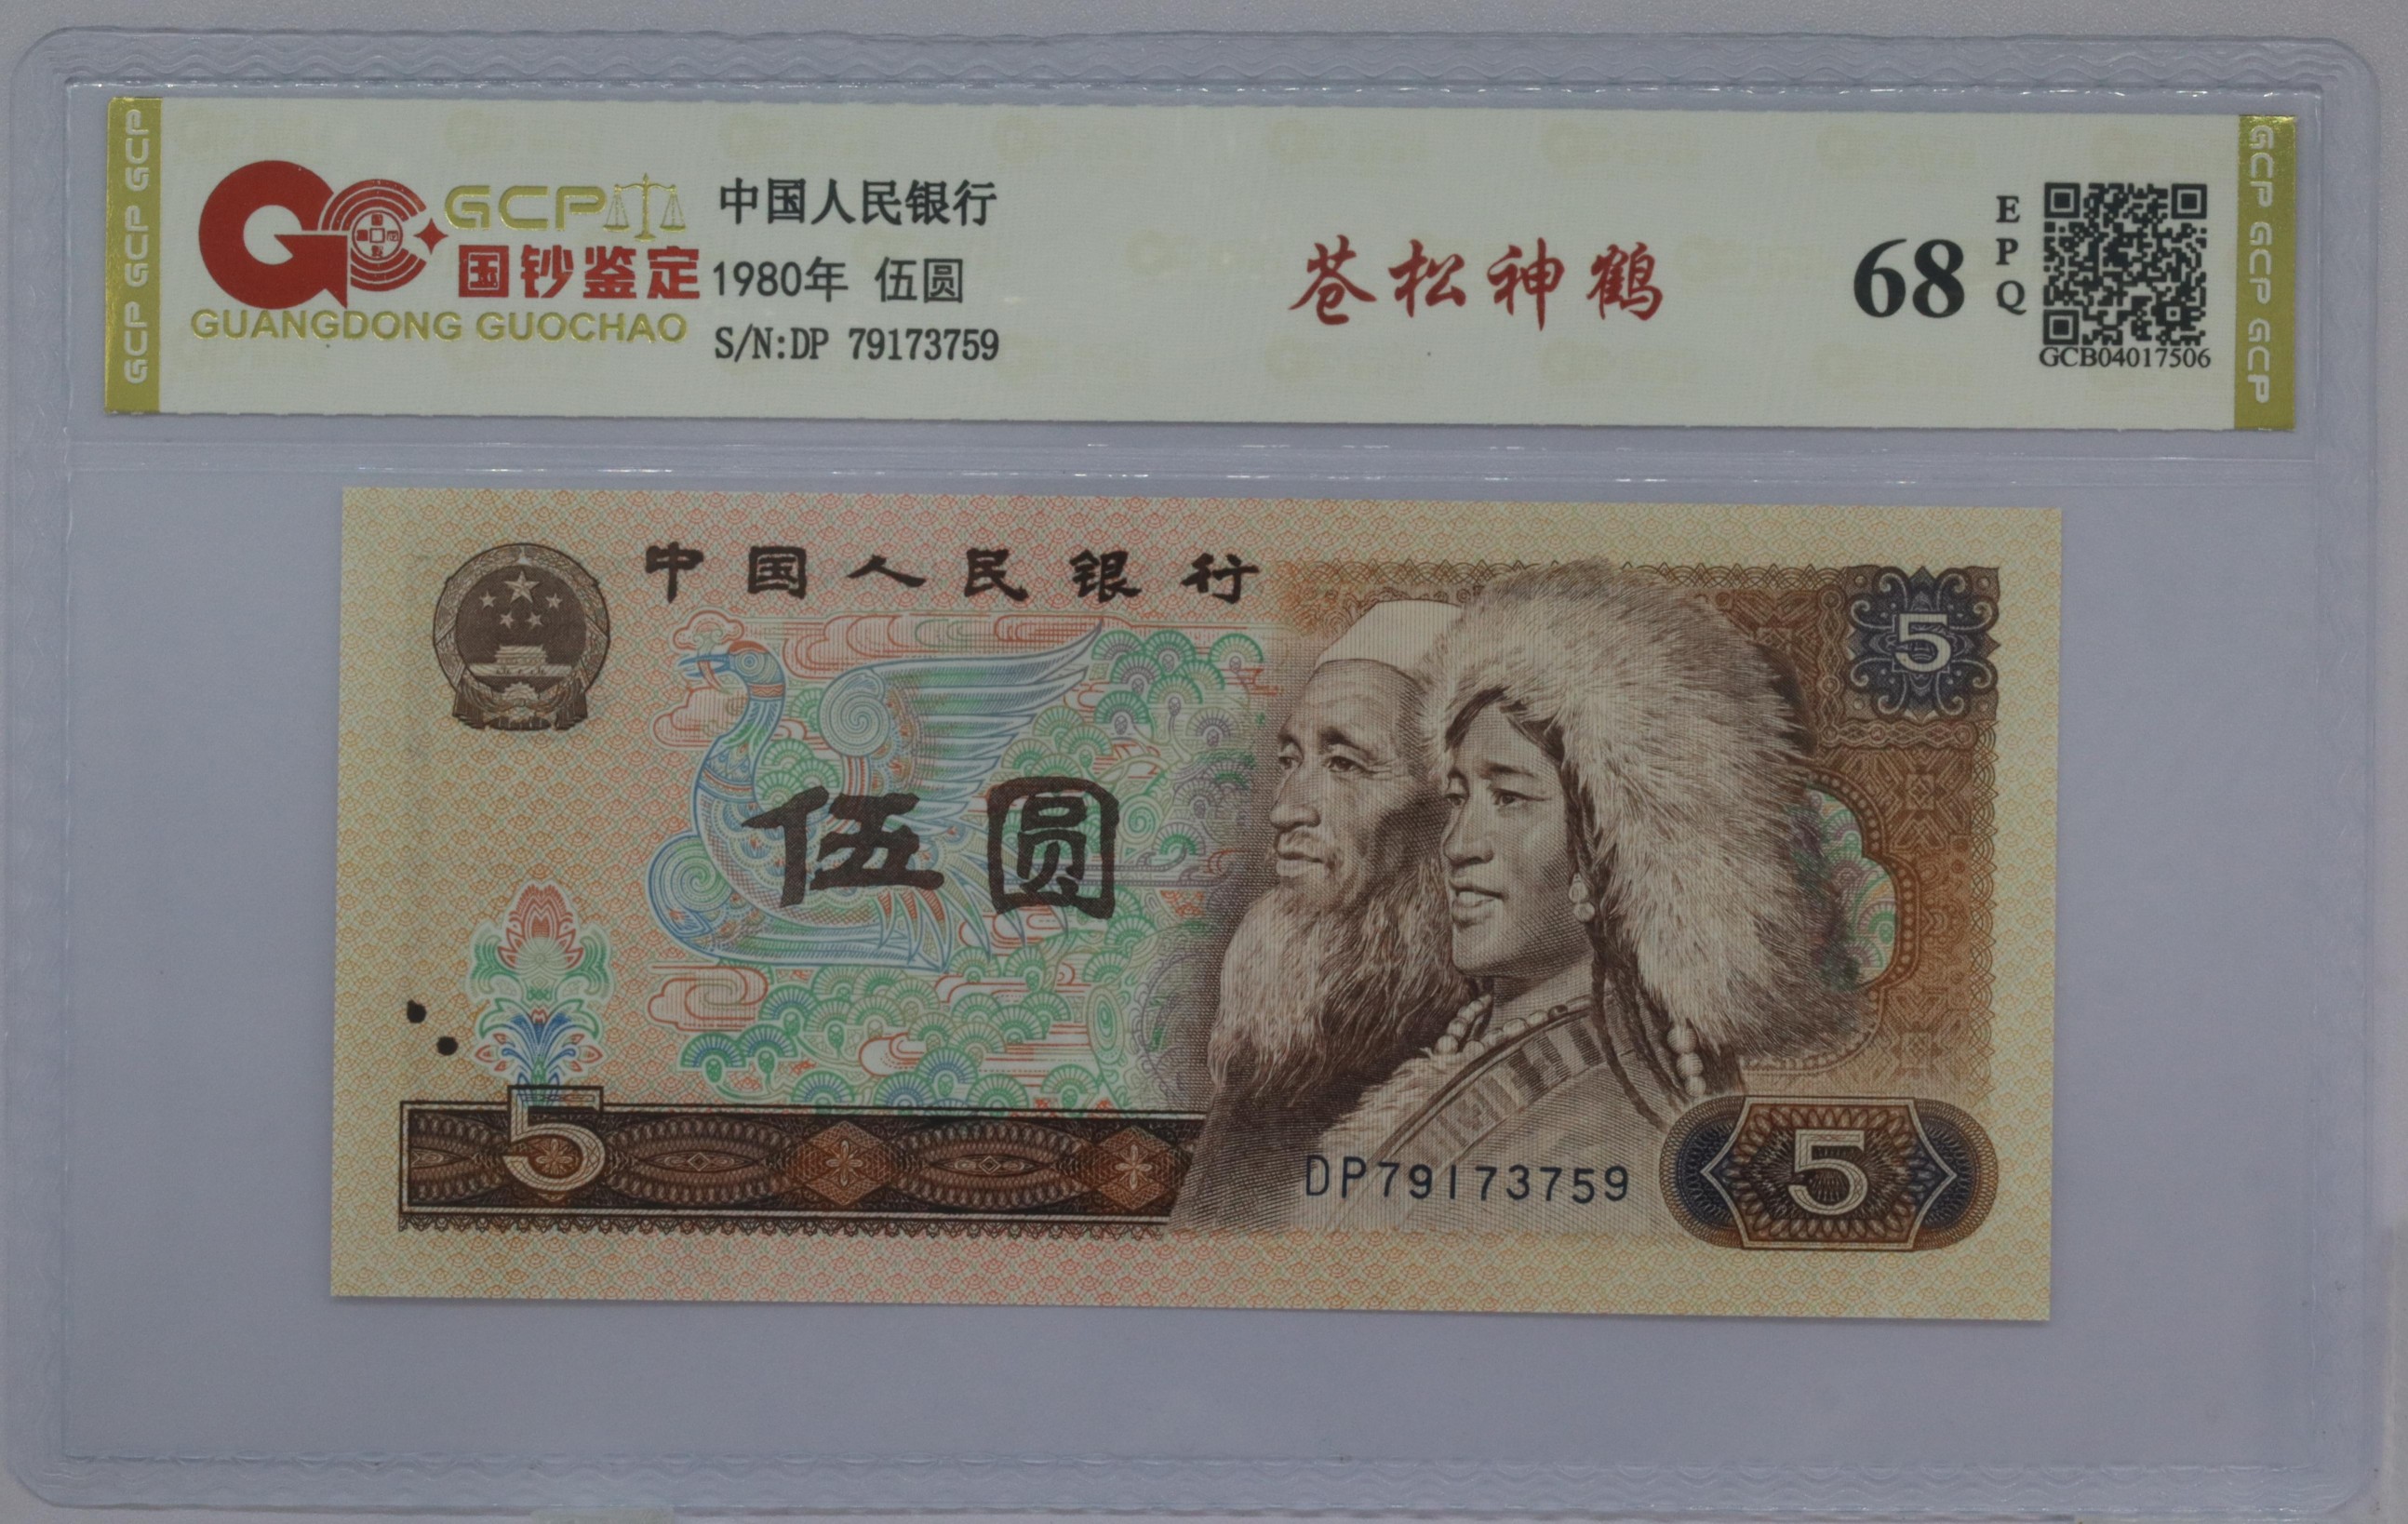 GCP GCP GCP
GCP
国钞鉴定
GUANGDONG GUOCHAO
中国人民银行
1980年 伍圆
S/N:DP 79173759
苍松神鹤
68
EPQ
GCB04017506
GCP GCP GCP
中国人民银行
5
伍圆
5
DP79173759
5